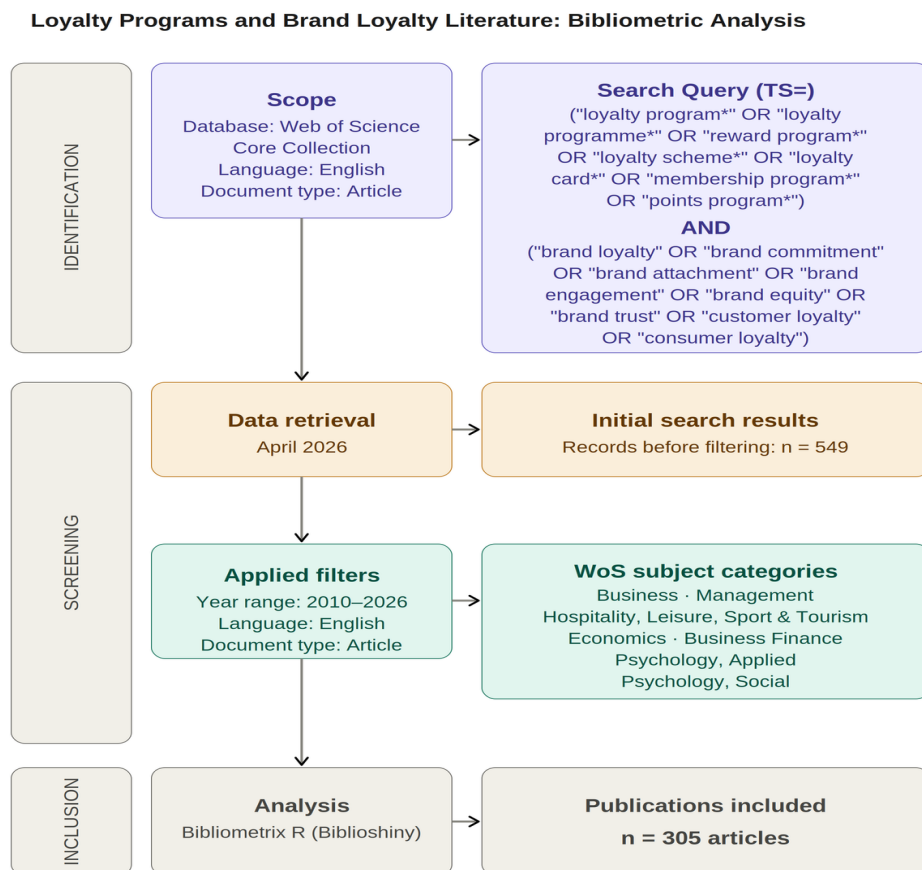 Loyalty Programs and Brand Loyalty Literature: Bibliometric Analysis
IDENTIFICATION
Scope
Database: Web of Science
Core Collection
Language: English
Document type: Article
Search Query (TS=)
("loyalty program*" OR "loyalty
programme*" OR "reward program*"
OR "loyalty scheme*" OR "loyalty
card*" OR "membership program*"
OR "points program*")
AND
("brand loyalty" OR "brand commitment"
OR "brand attachment" OR "brand
engagement" OR "brand equity" OR
"brand trust" OR "customer loyalty"
OR "consumer loyalty")
SCREENING
Data retrieval
April 2026
Initial search results
Records before filtering: n = 549
Applied filters
Year range: 2010–2026
Language: English
Document type: Article
WoS subject categories
Business · Management
Hospitality, Leisure, Sport & Tourism
Economics · Business Finance
Psychology, Applied
Psychology, Social
INCLUSION
Analysis
Bibliometrix R (Biblioshiny)
Publications included
n = 305 articles